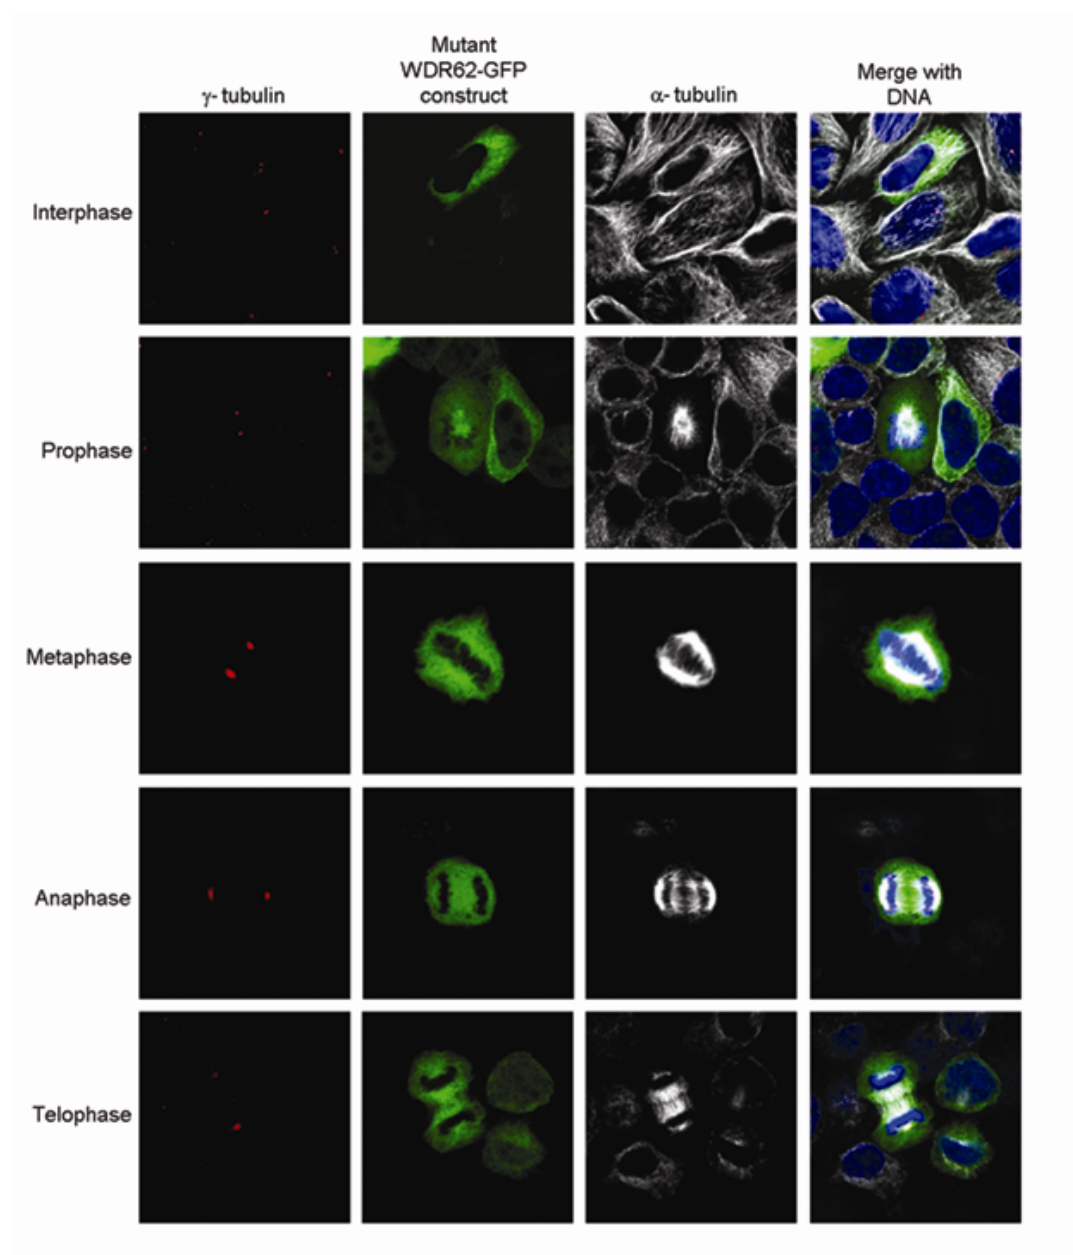 γ- tubulin
Mutant
WDR62-GFP
construct
α- tubulin
Merge with
DNA
Interphase
Prophase
Metaphase
Anaphase
Telophase